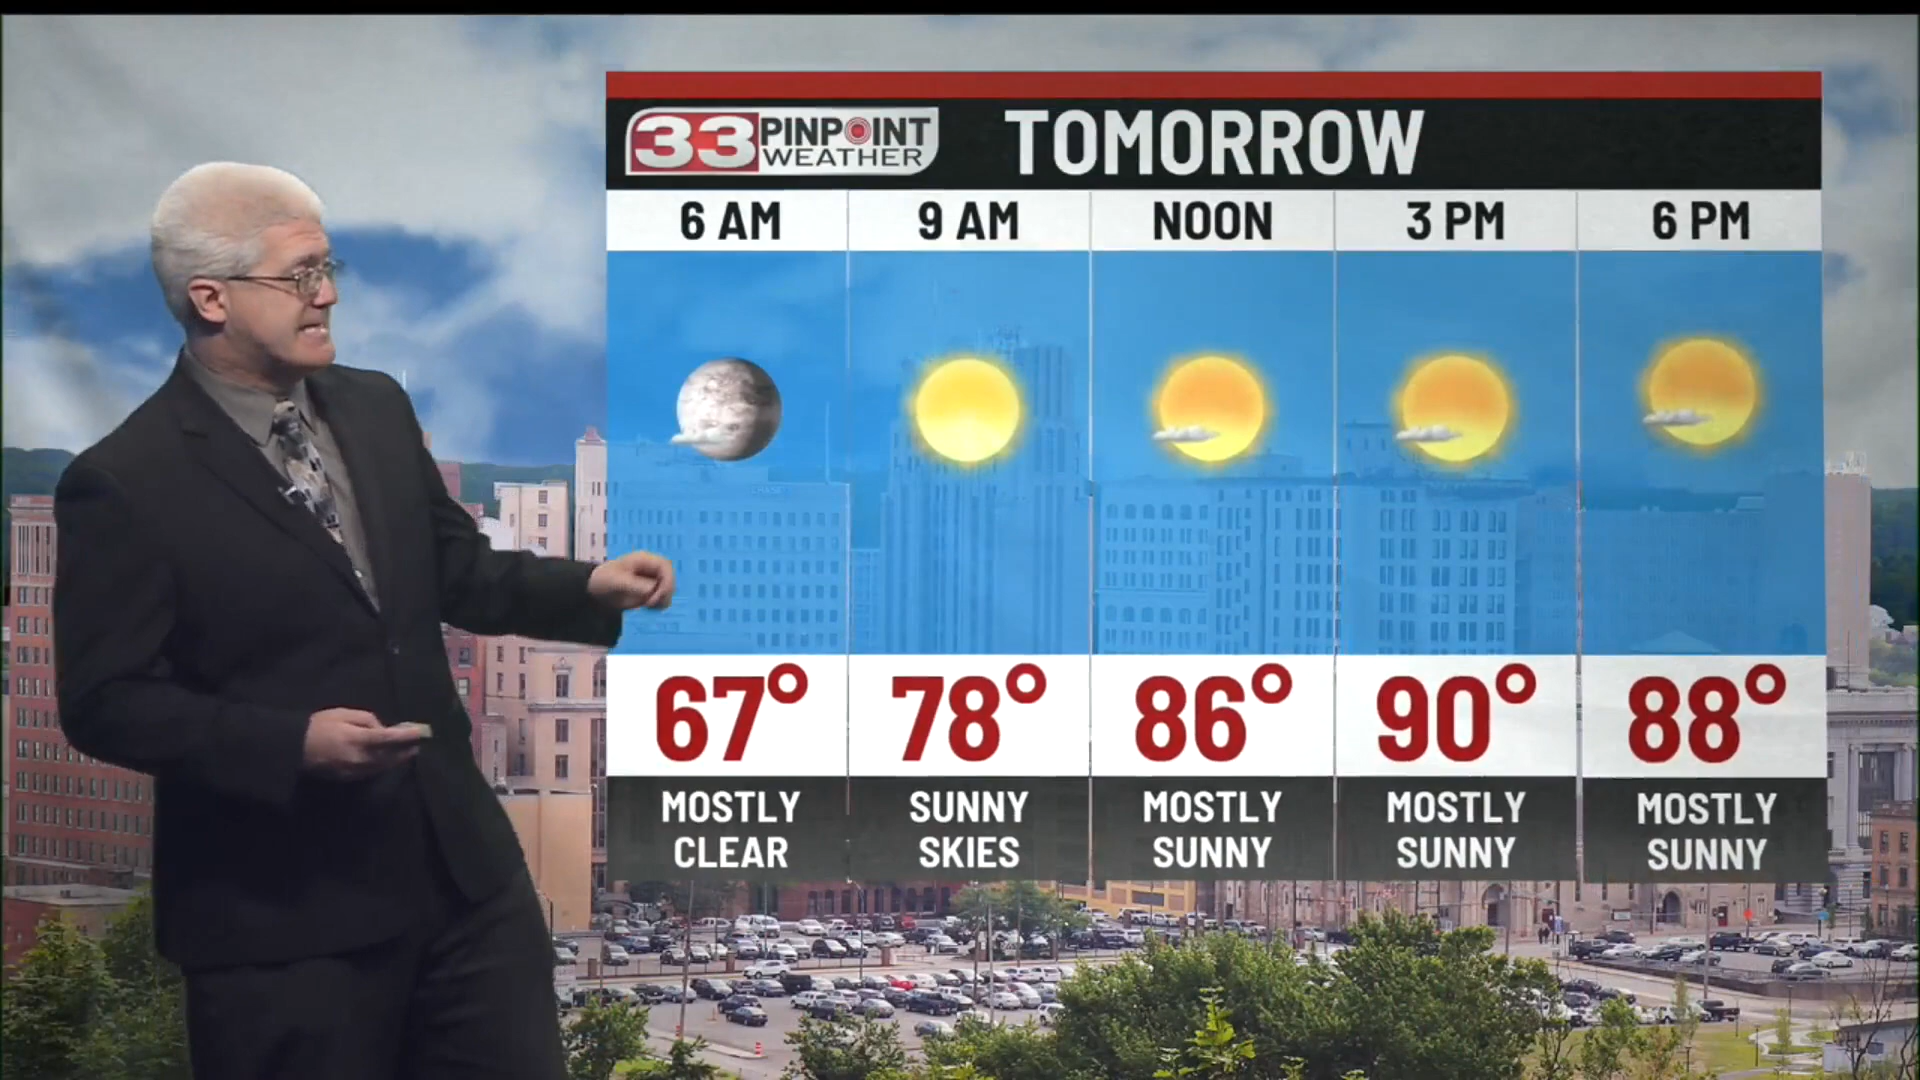 33 PINPOINT
WEATHER
TOMORROW
6 AM
9 AM
NOON
3 PM
6 PM
67°
78°
86°
90°
88°
MOSTLY
CLEAR
SUNNY
SKIES
MOSTLY
SUNNY
MOSTLY
SUNNY
MOSTLY
SUNNY